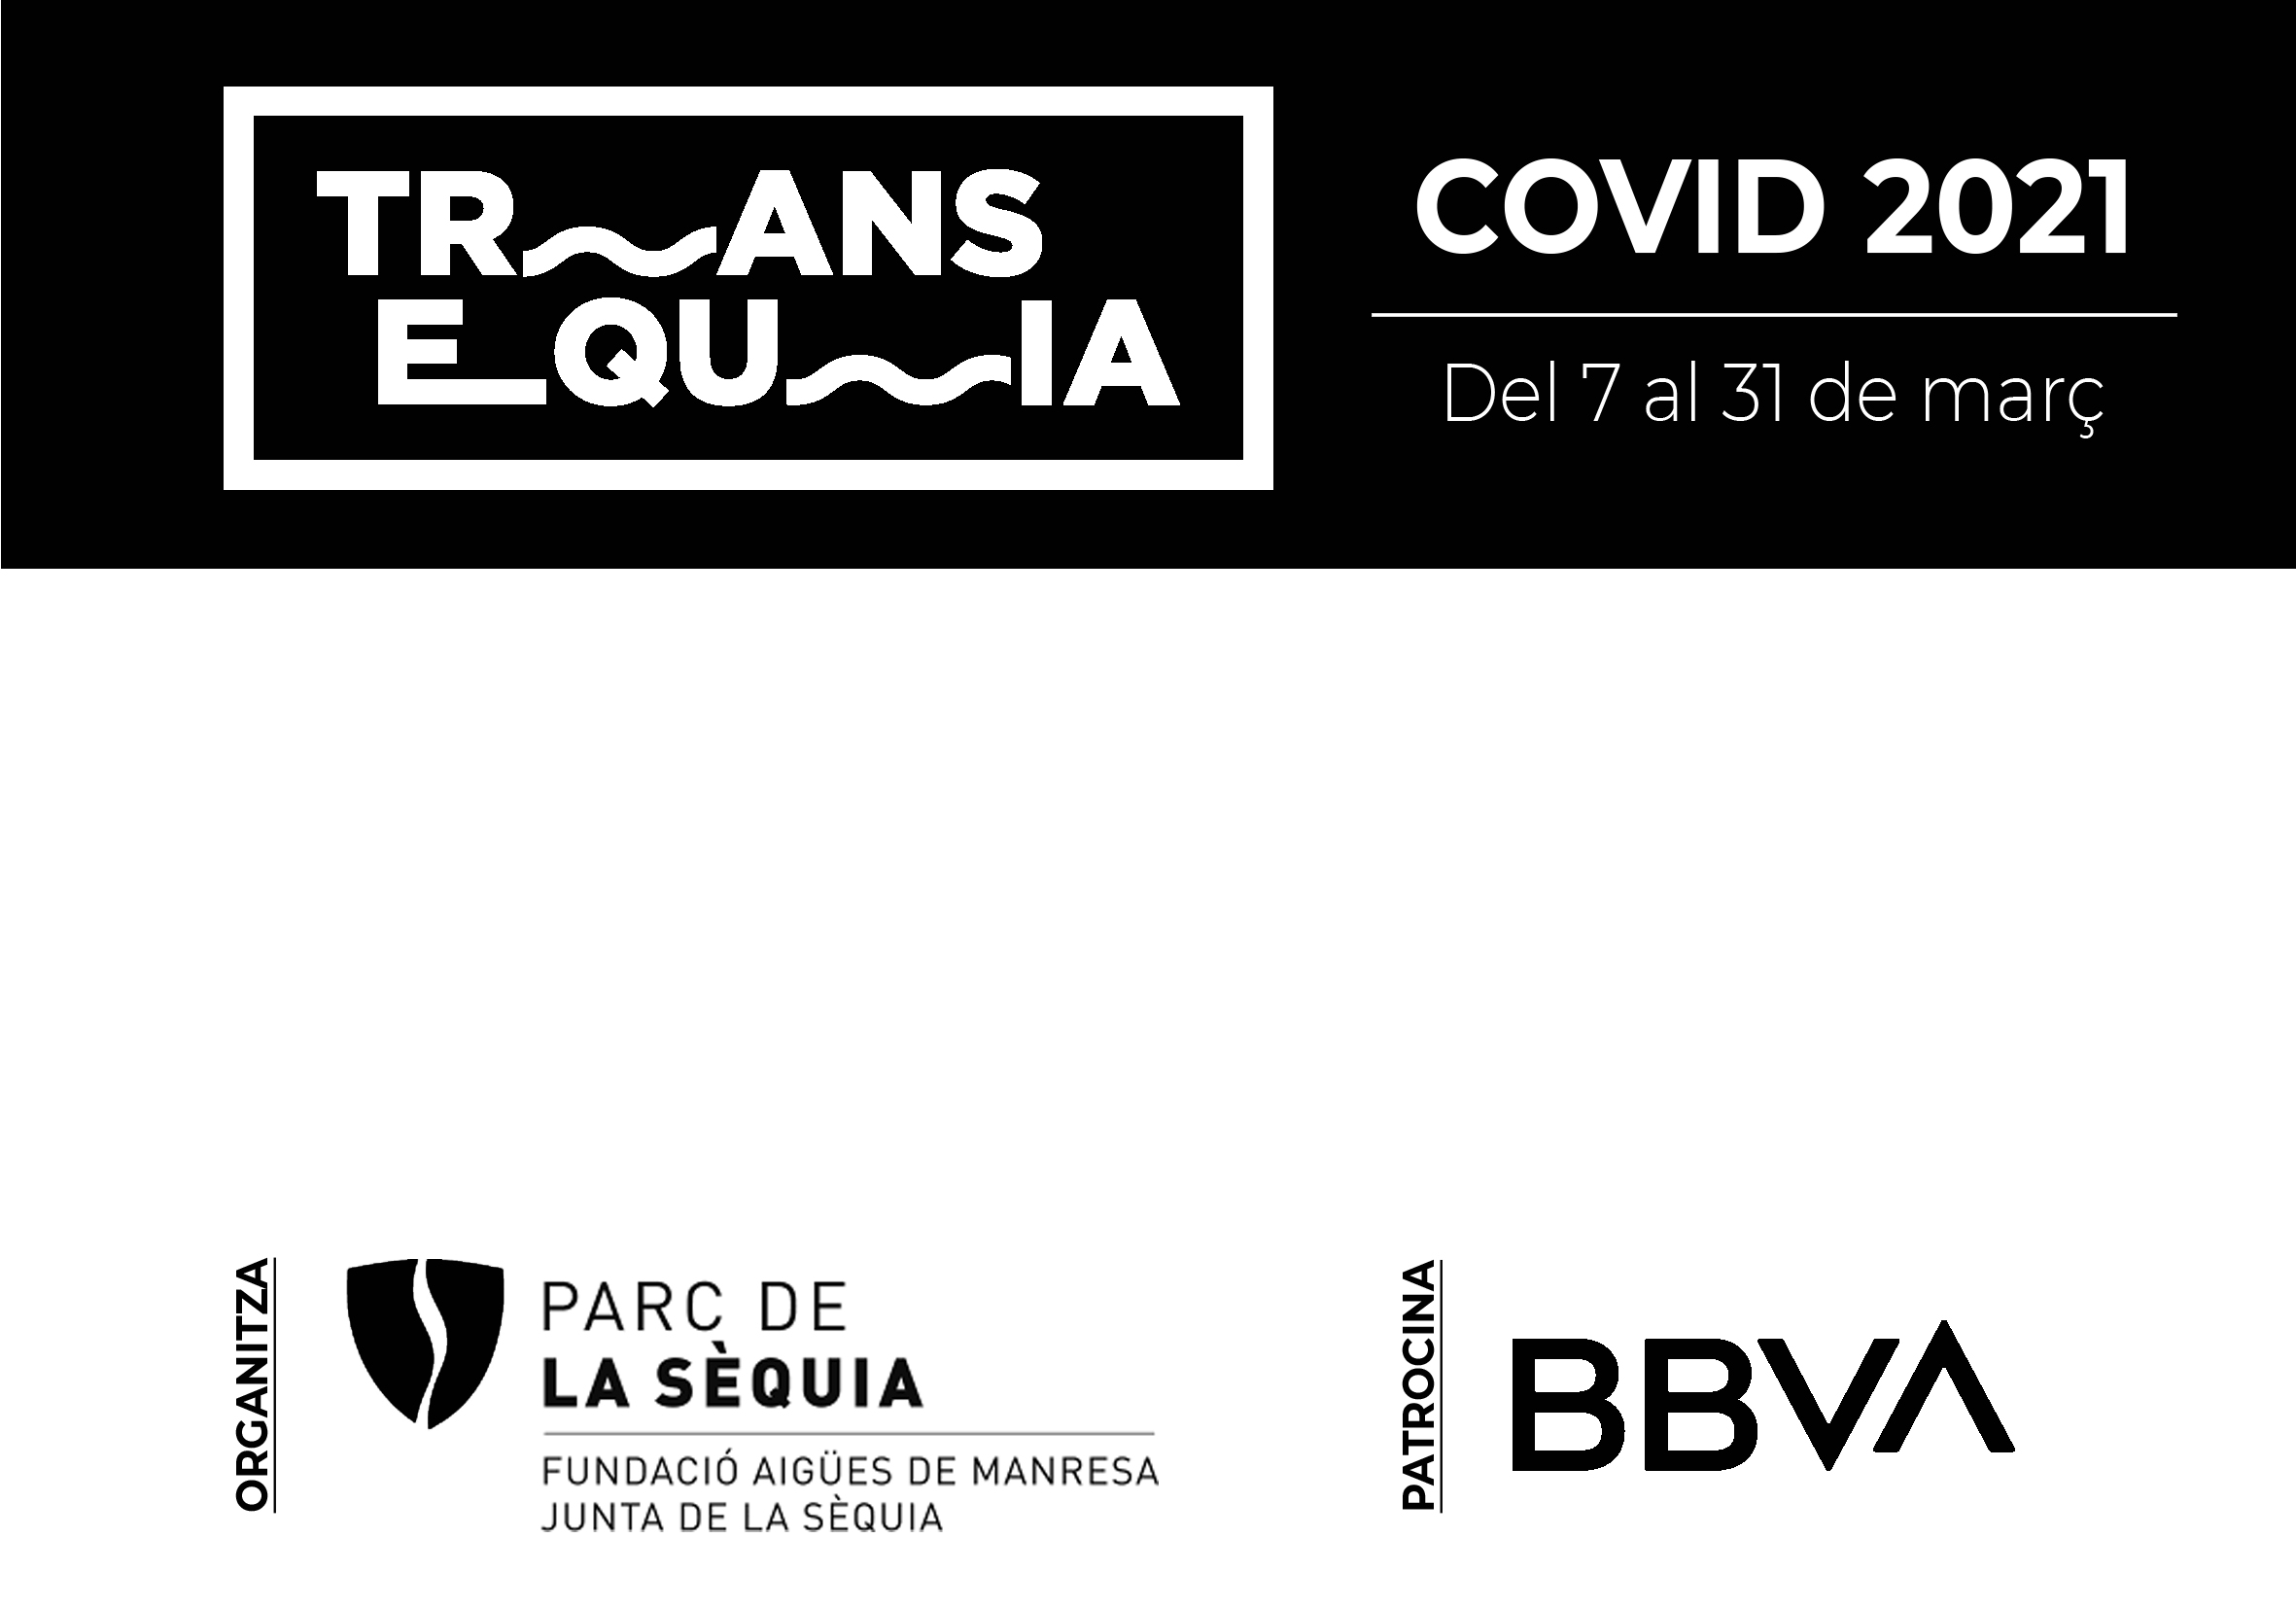 TRANS
EQUIA
COVID 2021
Del 7 al 31 de març
ORGANITZA
PARC DE
LA SÈQUIA
FUNDACIÓ AIGÜES DE MANRESA
JUNTA DE LA SÈQUIA
PATROCINA
BBVA